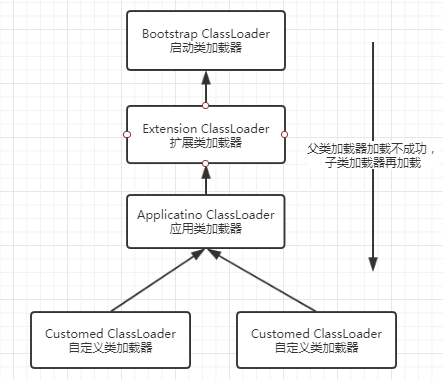 Bootstrap ClassLoader
启动类加载器
Extension ClassLoader
扩展类加载器
父类加载器加载不成功，
子类加载器再加载
Applicatino ClassLoader
应用类加载器
Customed ClassLoader
自定义类加载器
Customed ClassLoader
自定义类加载器